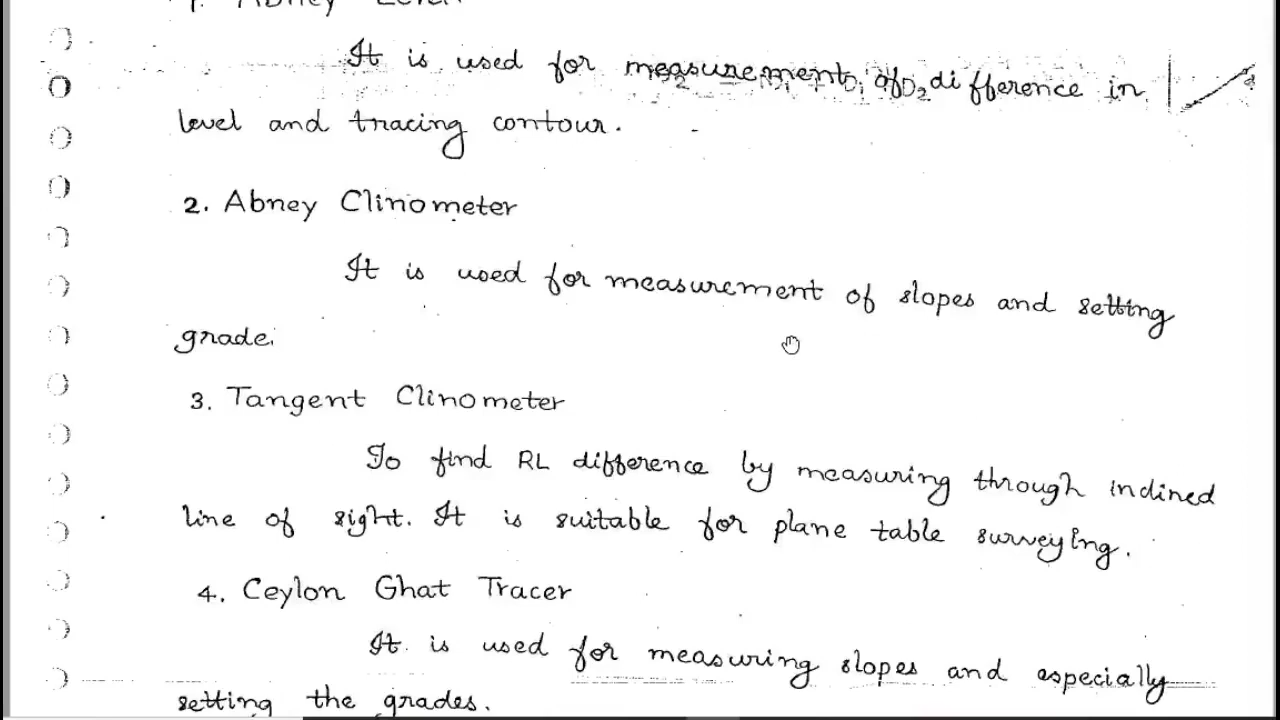 1. Abney Level
It is used for measurement of difference in
level and tracing contour.
2. Abney Clinometer
It is used for measurement of slopes and setting
grade.
3. Tangent Clinometer
To find RL difference by measuring through inclined
line of sight. It is suitable for plane table surveying.
4. Ceylon Ghat Tracer
It is used for measuring slopes and especially
setting the grades.